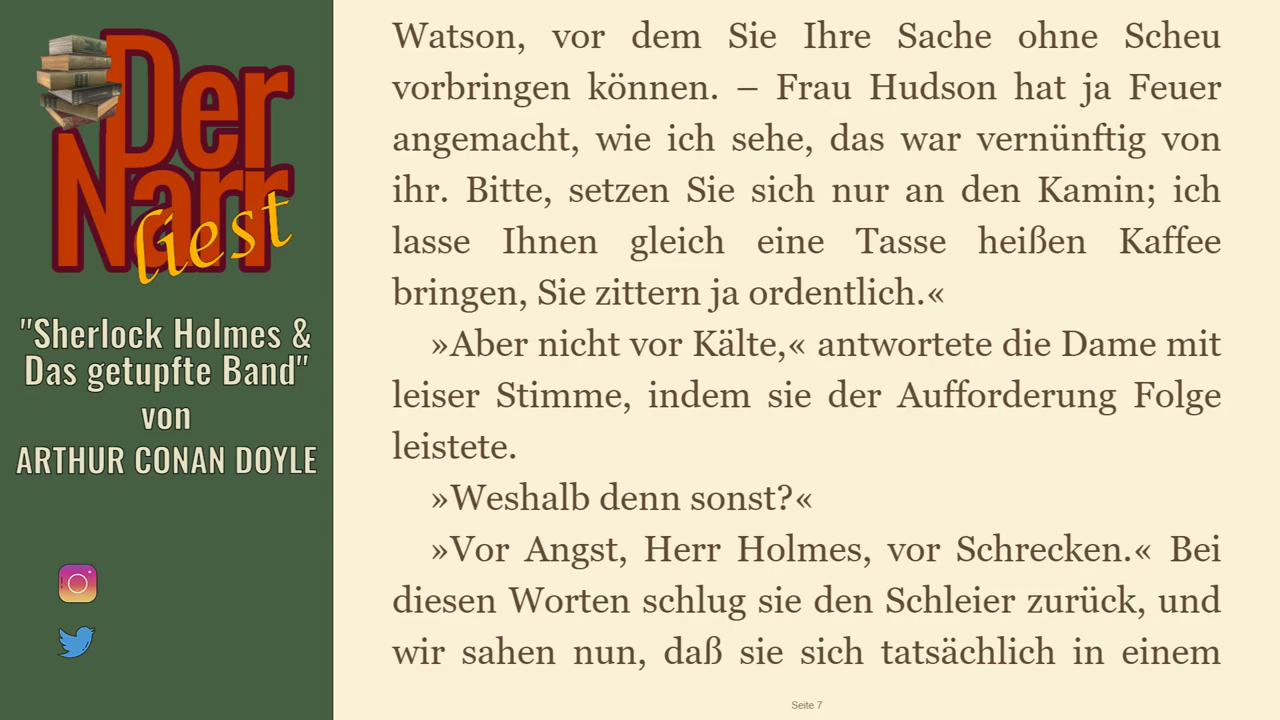 Der
Narr
liest
"Sherlock Holmes &
Das getupfte Band"
von
ARTHUR CONAN DOYLE
Watson, vor dem Sie Ihre Sache ohne Scheu
vorbringen können. – Frau Hudson hat ja Feuer
angemacht, wie ich sehe, das war vernünftig von
ihr. Bitte, setzen Sie sich nur an den Kamin; ich
lasse Ihnen gleich eine Tasse heißen Kaffee
bringen, Sie zittern ja ordentlich.«
»Aber nicht vor Kälte,« antwortete die Dame mit
leiser Stimme, indem sie der Aufforderung Folge
leistete.
»Weshalb denn sonst?«
»Vor Angst, Herr Holmes, vor Schrecken.« Bei
diesen Worten schlug sie den Schleier zurück, und
wir sahen nun, daß sie sich tatsächlich in einem
Seite 7